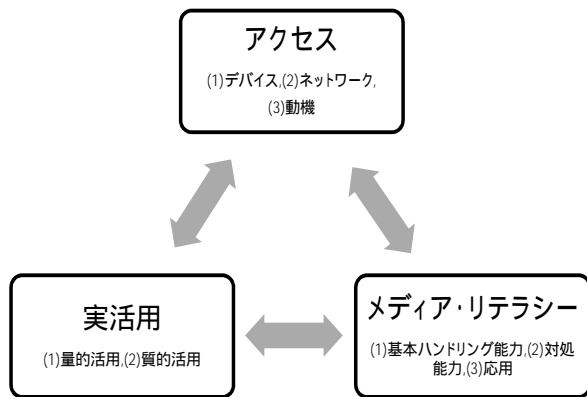 アクセス
(1)デバイス,(2)ネットワーク,
(3)動機
実活用
(1)量的活用,(2)質的活用
メディア・リテラシー
(1)基本ハンドリング能力,(2)対処
能力,(3)応用